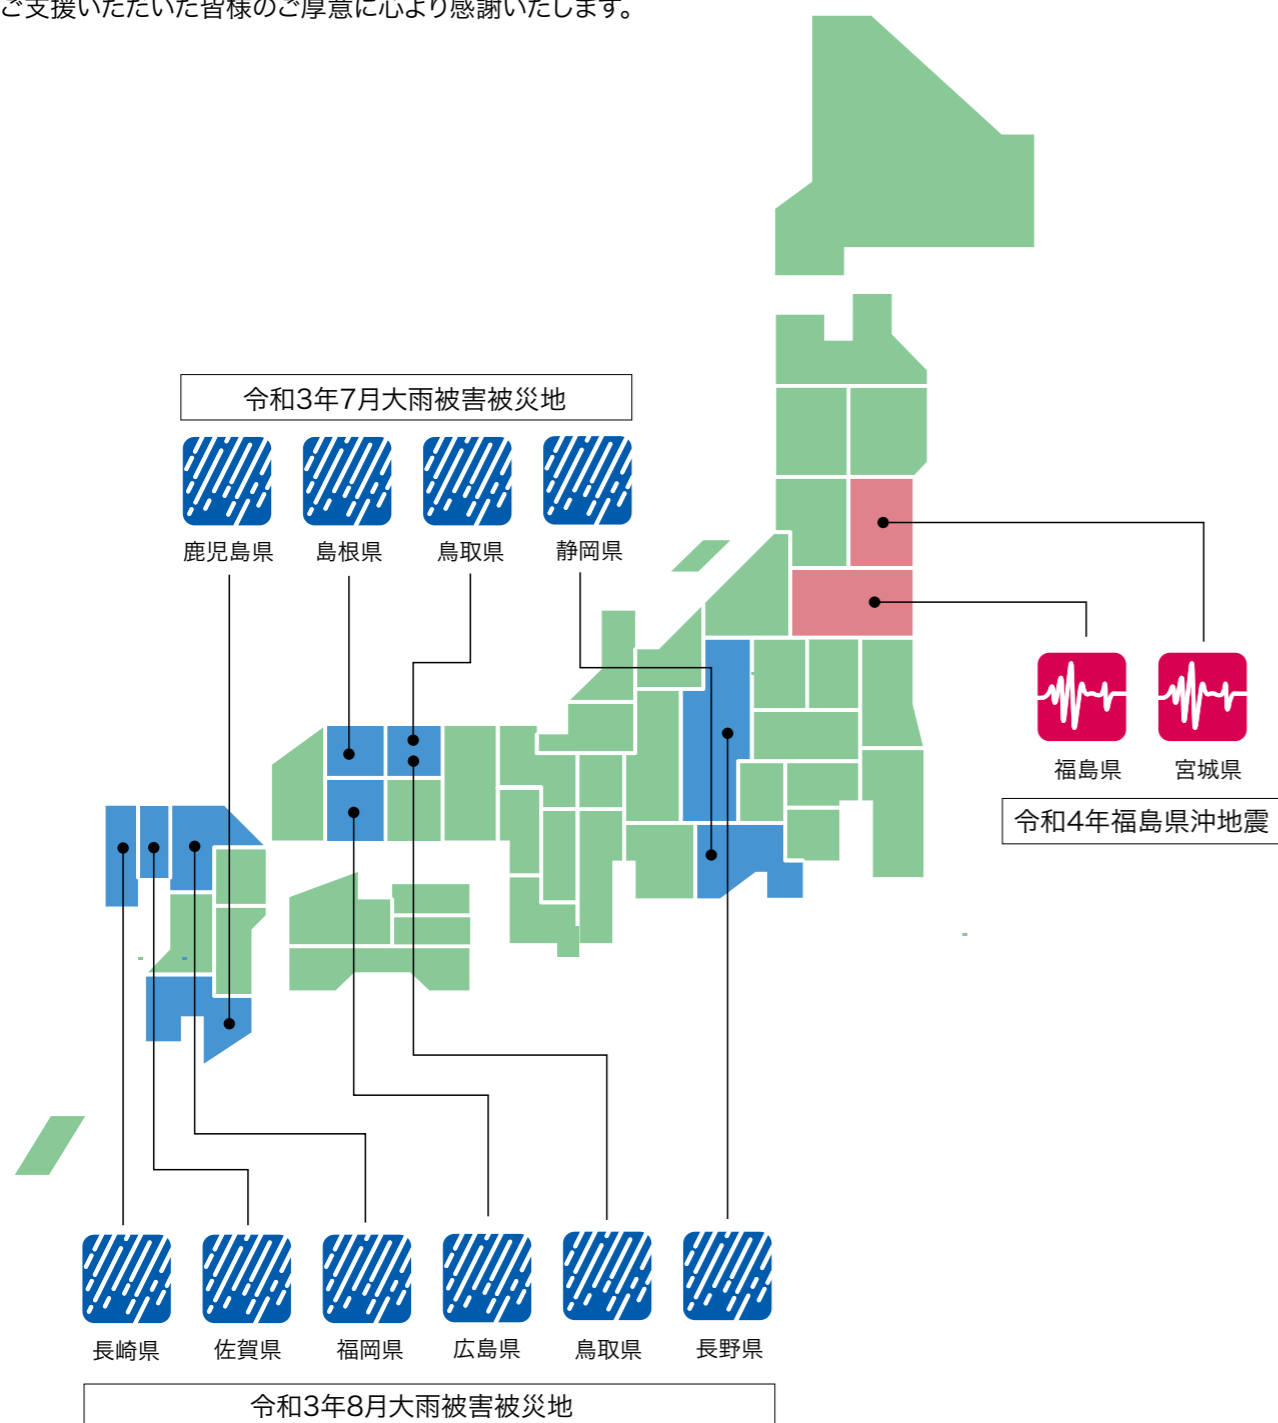 ご支援いただいた皆様のご厚意に心より感謝いたします。
令和3年7月大雨被害被災地
鹿児島県 島根県 鳥取県 静岡県
福島県 宮城県
令和4年福島県沖地震
長崎県 佐賀県 福岡県 広島県 鳥取県 長野県
令和3年8月大雨被害被災地